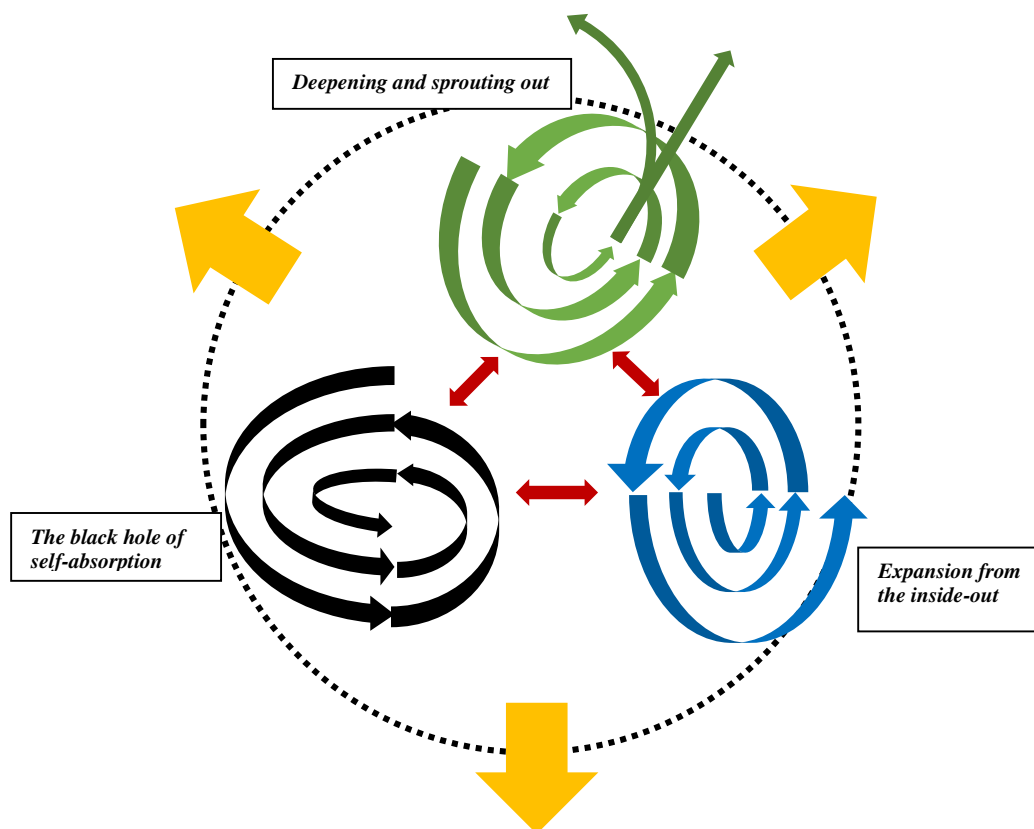 Deepening and sprouting out
The black hole of
self-absorption
Expansion from
the inside-out